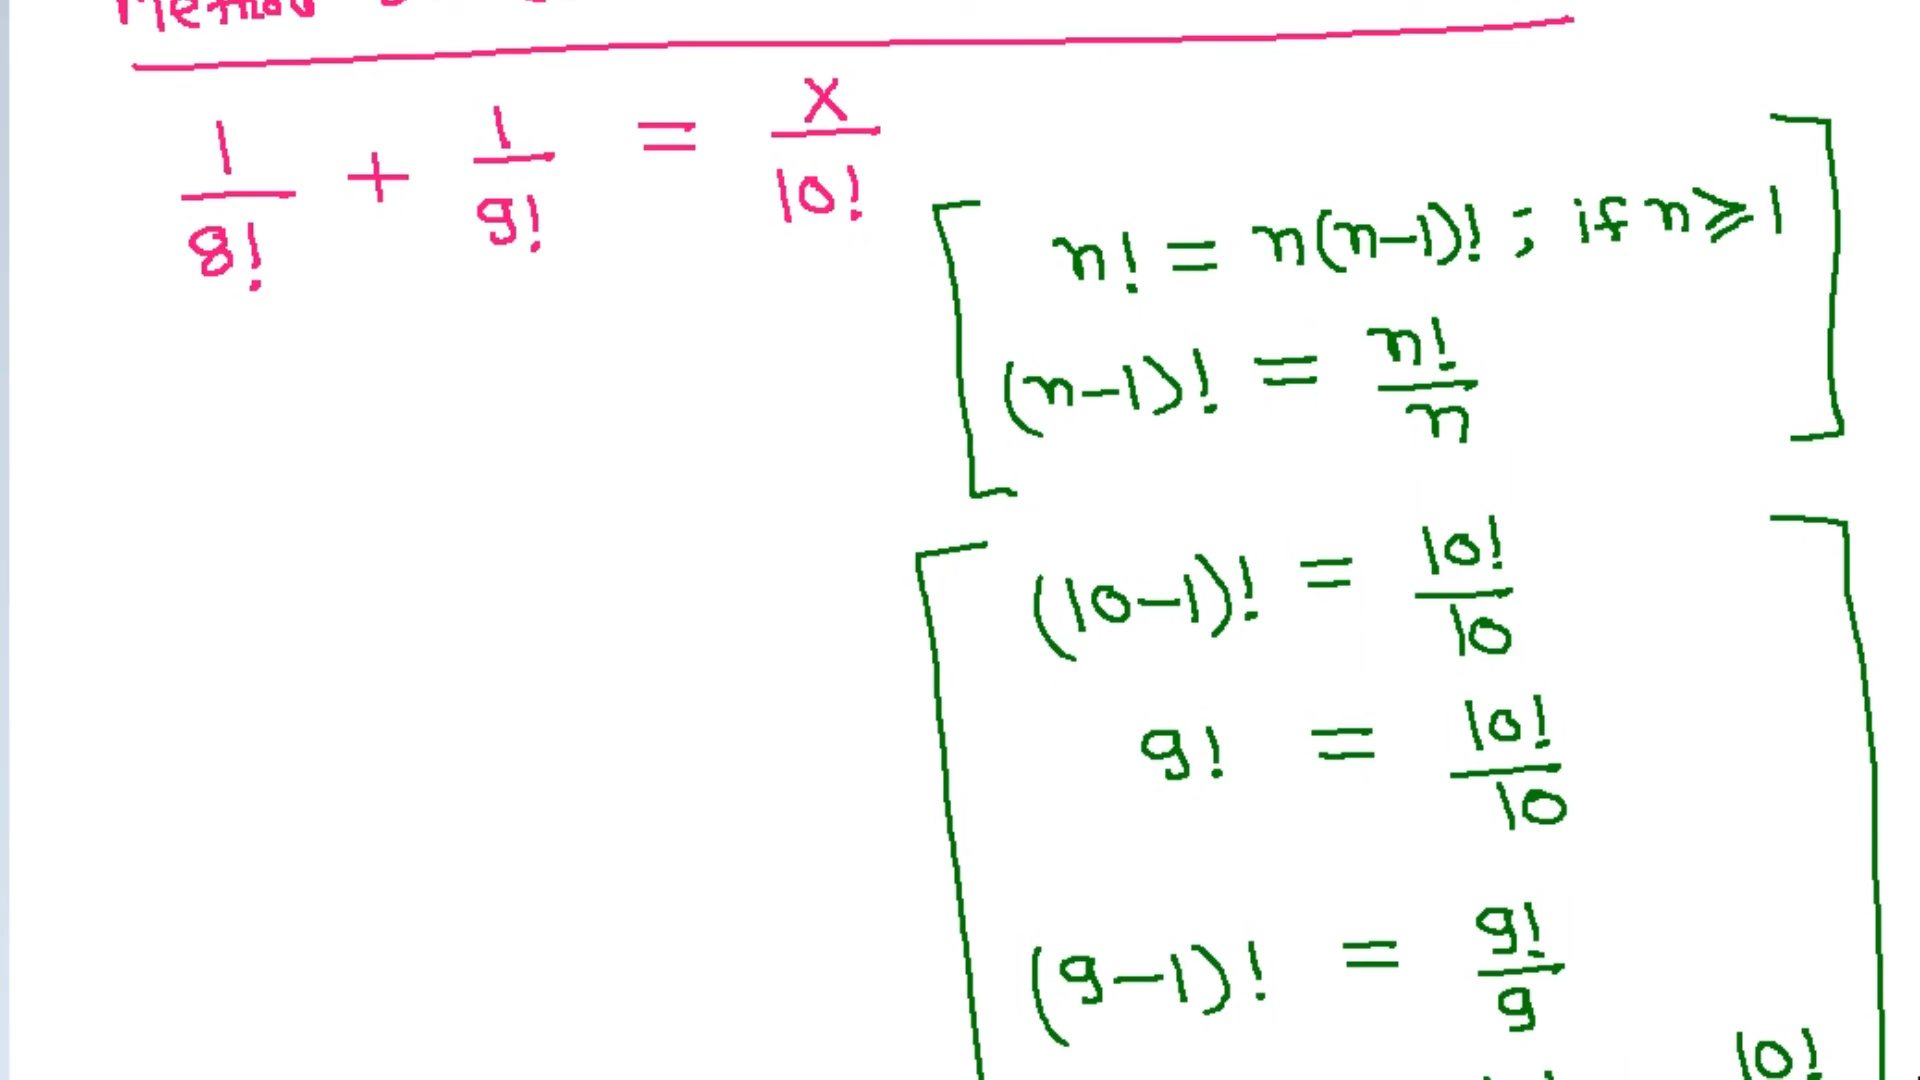 Method
1/8! + 1/9! = x/10!
[ n! = n(n-1)! ; if n ⩾ 1
(n-1)! = n!/n ]
[ (10-1)! = 10!/10
9! = 10!/10
(9-1)! = 9!/9
10!